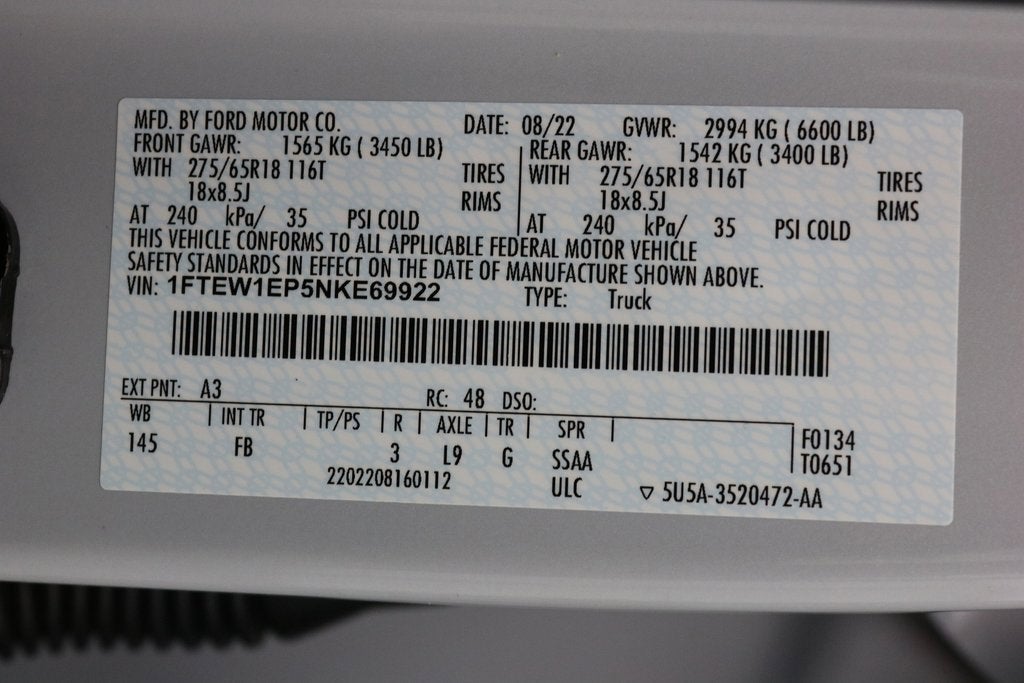 MFD. BY FORD MOTOR CO. DATE: 08/22 GVWR: 2994 KG ( 6600 LB)
FRONT GAWR: 1565 KG ( 3450 LB) REAR GAWR: 1542 KG ( 3400 LB)
WITH 275/65R18 116T TIRES WITH 275/65R18 116T TIRES
18x8.5J RIMS 18x8.5J RIMS
AT 240 kPa/ 35 PSI COLD AT 240 kPa/ 35 PSI COLD
THIS VEHICLE CONFORMS TO ALL APPLICABLE FEDERAL MOTOR VEHICLE
SAFETY STANDARDS IN EFFECT ON THE DATE OF MANUFACTURE SHOWN ABOVE.
VIN: 1FTEW1EP5NKE69922 TYPE: Truck
EXT PNT: A3 RC: 48 DSO:
WB | INT TR | TP/PS | R | AXLE | TR | SPR | F0134
145 FB 3 L9 G SSAA T0651
2202208160112 ULC ▽ 5U5A-3520472-AA